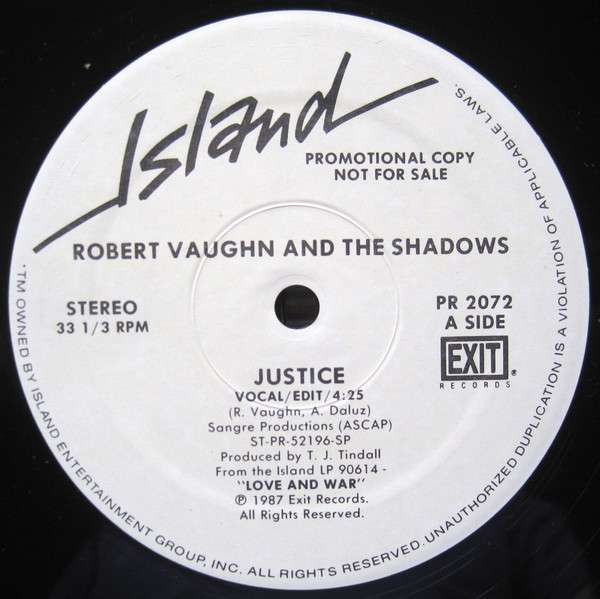 Island
PROMOTIONAL COPY
NOT FOR SALE
ROBERT VAUGHN AND THE SHADOWS
STEREO
33 1/3 RPM
PR 2072
A SIDE
EXIT®
RECORDS
JUSTICE
VOCAL/EDIT/4:25
(R. Vaughn, A. Daluz)
Sangre Productions (ASCAP)
ST-PR-52196-SP
Produced by T. J. Tindall
From the Island LP 90614 -
"LOVE AND WAR"
℗ 1987 Exit Records.
All Rights Reserved.
*TM OWNED BY ISLAND ENTERTAINMENT GROUP, INC. ALL RIGHTS RESERVED. UNAUTHORIZED DUPLICATION IS A VIOLATION OF APPLICABLE LAWS.